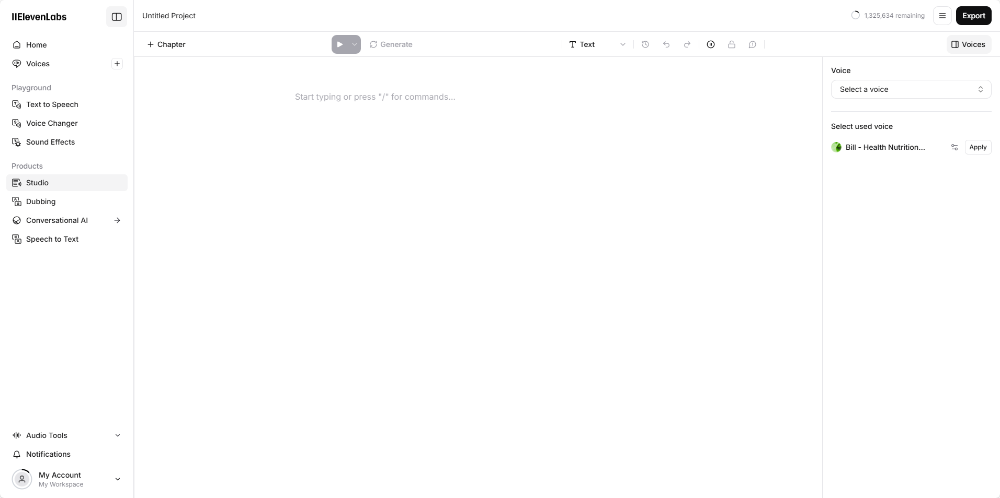 IIElevenLabs
Home
Voices
Playground
Text to Speech
Voice Changer
Sound Effects
Products
Studio
Dubbing
Conversational AI
Speech to Text
Audio Tools
Notifications
My Account
My Workspace
Untitled Project
1,325,634 remaining
Export
+ Chapter
Generate
Text
Voices
Start typing or press "/" for commands...
Voice
Select a voice
Select used voice
Bill - Health Nutrition...
Apply